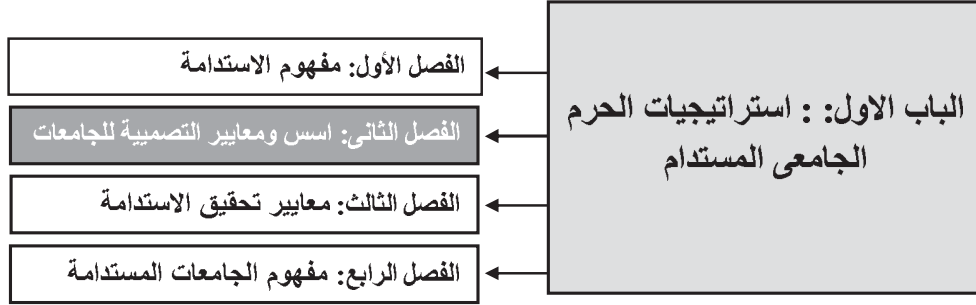 الباب الاول: : استراتيجيات الحرم
الجامعى المستدام
الفصل الأول: مفهوم الاستدامة
الفصل الثانى: اسس ومعايير التصميية للجامعات
الفصل الثالث: معايير تحقيق الاستدامة
الفصل الرابع: مفهوم الجامعات المستدامة